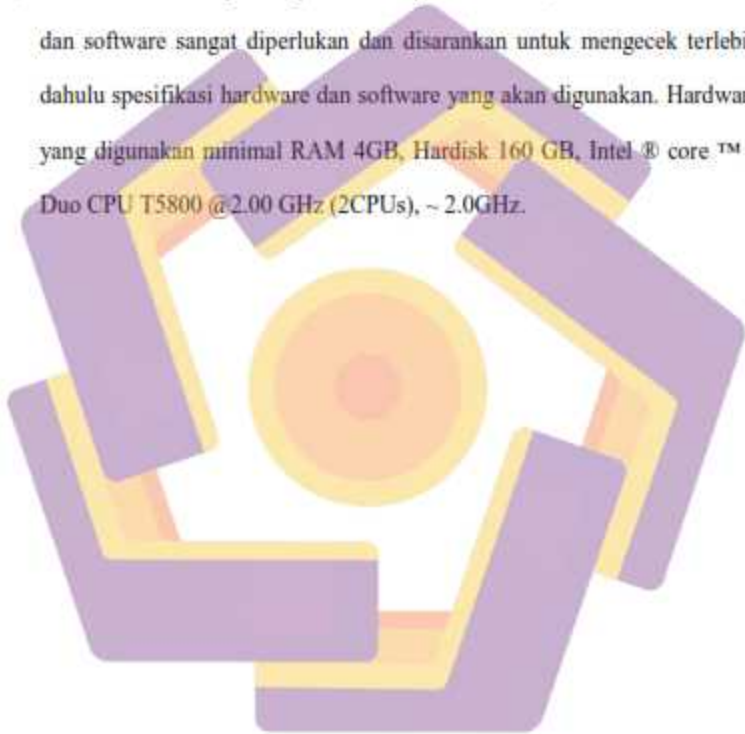 dan software sangat diperlukan dan disarankan untuk mengecek terlebi
dahulu spesifikasi hardware dan software yang akan digunakan. Hardwar
yang digunakan minimal RAM 4GB, Hardisk 160 GB, Intel ® core ™
Duo CPU T5800 @2.00 GHz (2CPUs), ~ 2.0GHz.